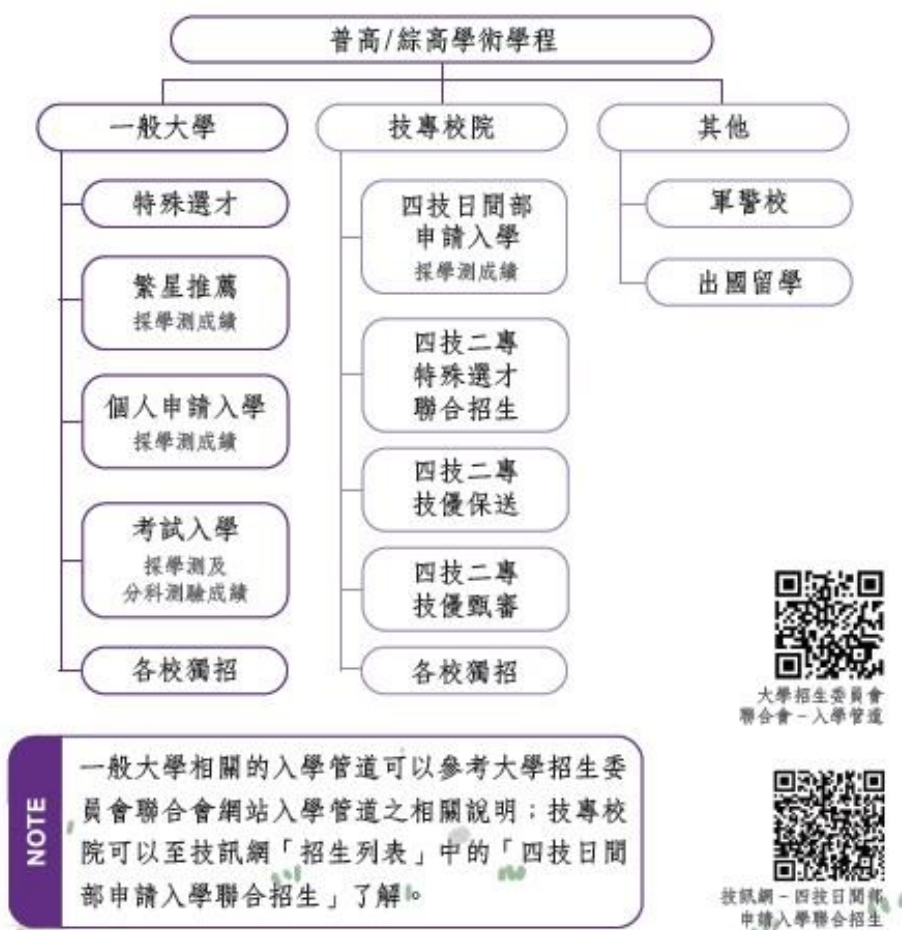 普高/綜高學術學程
一般大學
特殊選才
繁星推薦
採學測成績
個人申請入學
採學測成績
考試入學
採學測及
分科測驗成績
各校獨招
技專校院
四技日間部
申請入學
採學測成績
四技二專
特殊選才
聯合招生
四技二專
技優保送
四技二專
技優甄審
各校獨招
其他
軍警校
出國留學
大學招生委員會
聯合會－入學管道
NOTE
一般大學相關的入學管道可以參考大學招生委
員會聯合會網站入學管道之相關說明；技專校
院可以至技訊網「招生列表」中的「四技日間
部申請入學聯合招生」了解。
技訊網－四技日間部
申請入學聯合招生